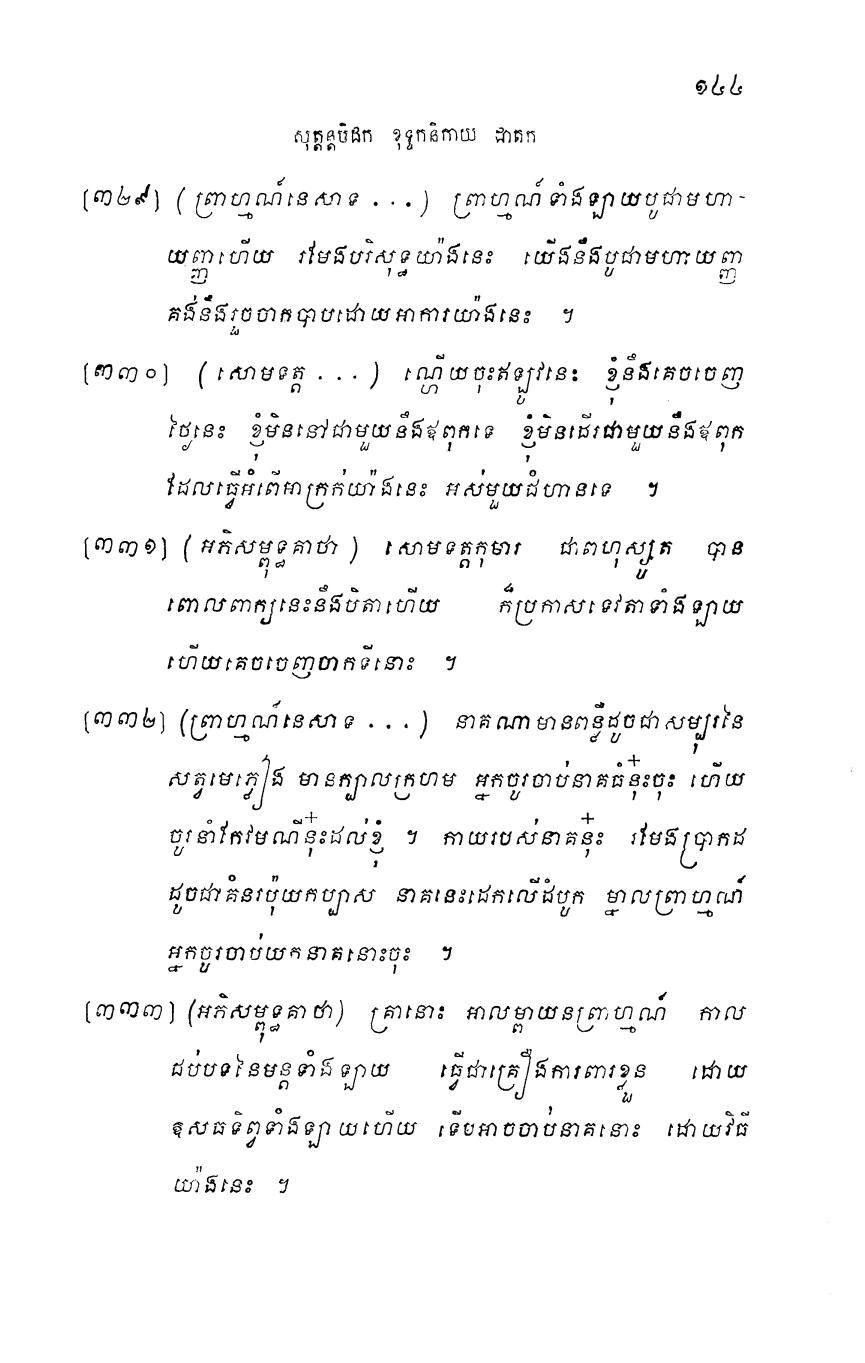 ១៤៤
សុត្តន្តបិដក ខុទ្ទកនិកាយ ជាតក
[៣២៩] (ព្រាហ្មណ៍នេសាទ . . .) ព្រាហ្មណ៍ទាំងឡាយបូជាមហា-
យញ្ញហើយ រមែងបរិសុទ្ធយ៉ាងនេះ យើងនឹងបូជាមហាយញ្ញ
គង់នឹងរួចចាកបាបដោយអាការយ៉ាងនេះ ។
[៣៣០] (សោមទត្ត . . .) ណ្ហើយចុះឥឡូវនេះ ខ្ញុំនឹងគេចចេញ
ថ្ងៃនេះ ខ្ញុំមិននៅជាមួយនឹងឪពុកទេ ខ្ញុំមិនដើរជាមួយនឹងឪពុក
ដែលធ្វើអំពើអាក្រក់យ៉ាងនេះ អស់មួយជំហានទេ ។
[៣៣១] (អភិសម្ពុទ្ធគាថា) សោមទត្តកុមារ ជាពហុស្សូត បាន
ពោលពាក្យនេះនឹងបិតាហើយ ក៏ប្រកាសទេវតាទាំងឡាយ
ហើយគេចចេញចាកទីនោះ ។
[៣៣២] (ព្រាហ្មណ៍នេសាទ . . .) នាគណាមានពន្លឺដូចជាសម្បុរនៃ
សត្វមេភ្លៀង មានក្បាលក្រហម អ្នកចូរចាប់នាគធំនុ៎ះចុះ ហើយ
ចូរនាំកែវមណីនុ៎ះដល់ខ្ញុំ ។ កាយរបស់នាគនុ៎ះ រមែងប្រាកដ
ដូចជាគំនរប៉ុយកប្បាស នាគនេះដេកលើដំបូក ម្នាលព្រាហ្មណ៍
អ្នកចូរចាប់យកនាគនោះចុះ ។
[៣៣៣] (អភិសម្ពុទ្ធគាថា) គ្រានោះ អាលម្ពាយនព្រាហ្មណ៍ កាល
ជប់បទនៃមន្តទាំងឡាយ ធ្វើជាគ្រឿងការពារខ្លួន ដោយ
ឱសធទិព្វទាំងឡាយហើយ ទើបអាចចាប់នាគនោះ ដោយវិធី
យ៉ាងនេះ ។